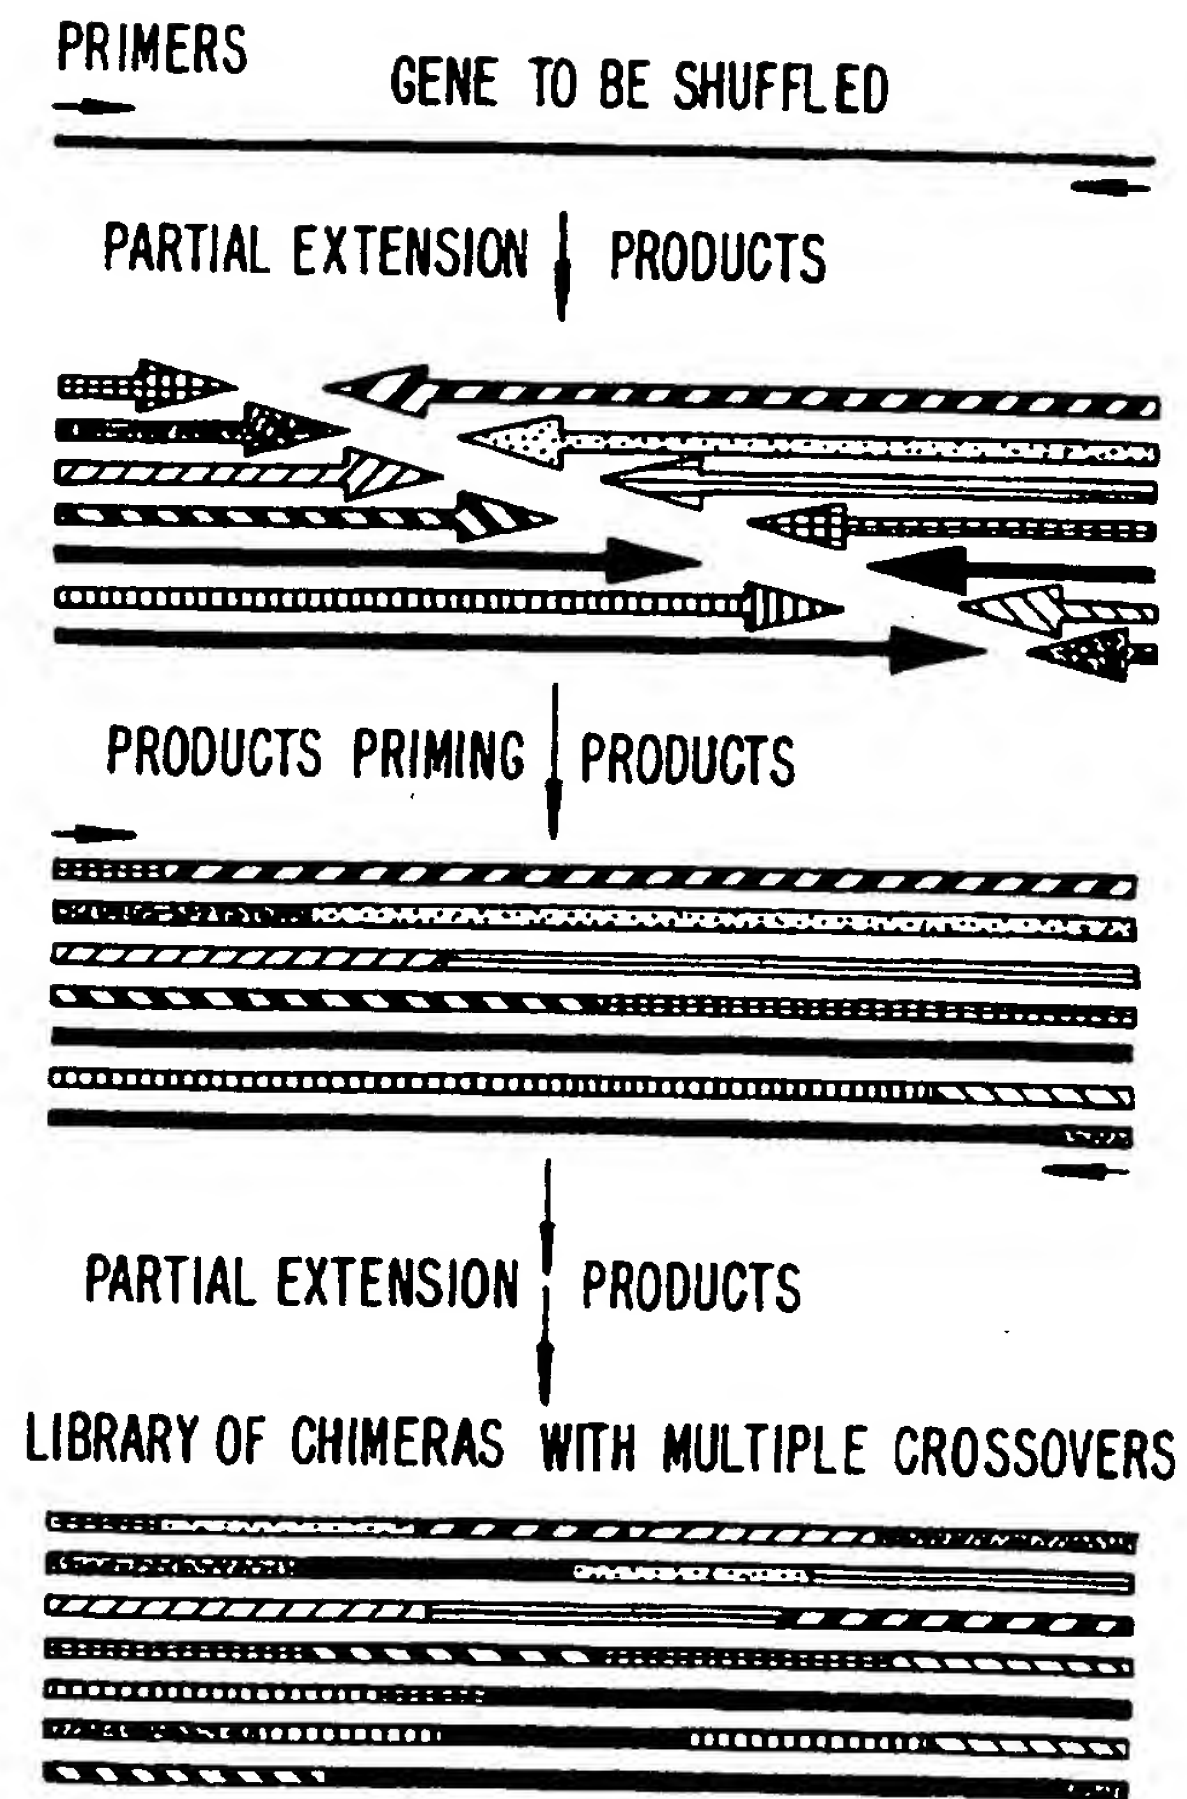 PRIMERS
GENE TO BE SHUFFLED
PARTIAL EXTENSION PRODUCTS
PRODUCTS PRIMING PRODUCTS
PARTIAL EXTENSION PRODUCTS
LIBRARY OF CHIMERAS WITH MULTIPLE CROSSOVERS